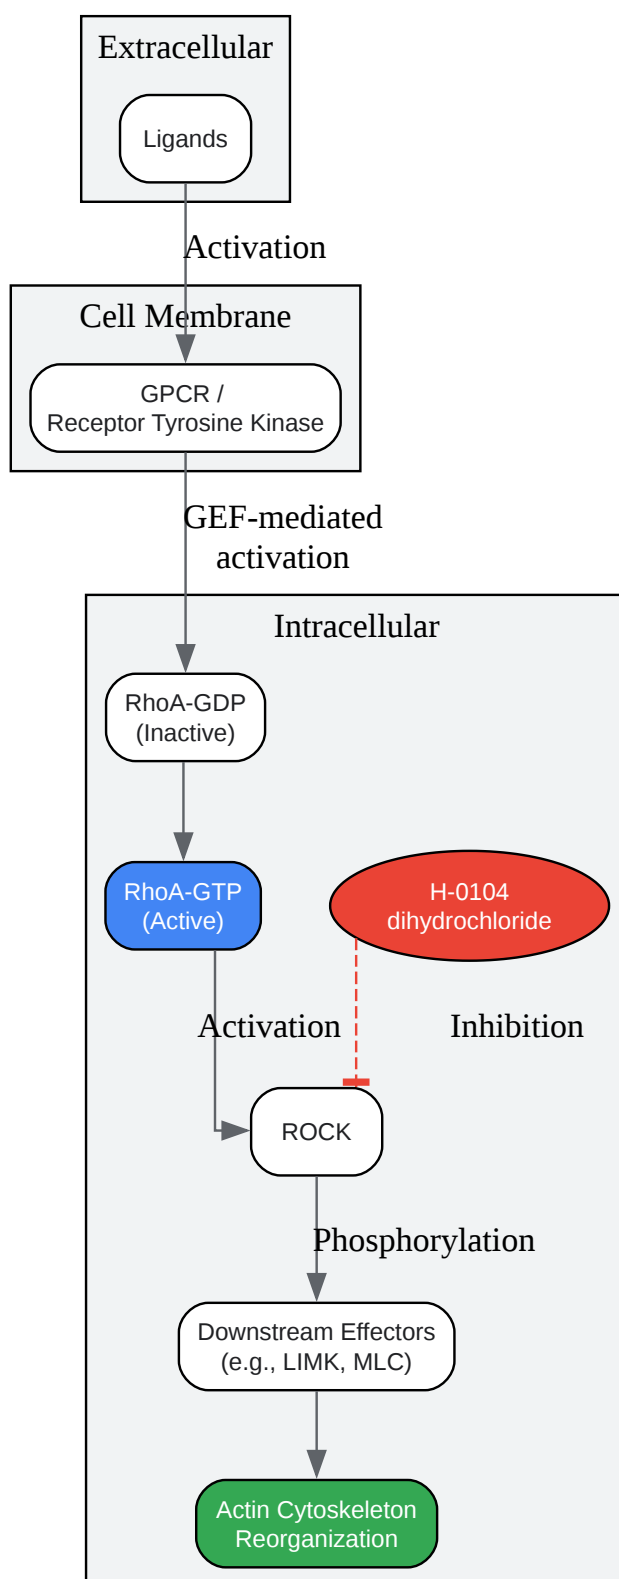 Extracellular
Ligands
Activation
Cell Membrane
GPCR /
Receptor Tyrosine Kinase
GEF-mediated
activation
Intracellular
RhoA-GDP
(Inactive)
RhoA-GTP
(Active)
H-0104
dihydrochloride
Activation
Inhibition
ROCK
Phosphorylation
Downstream Effectors
(e.g., LIMK, MLC)
Actin Cytoskeleton
Reorganization